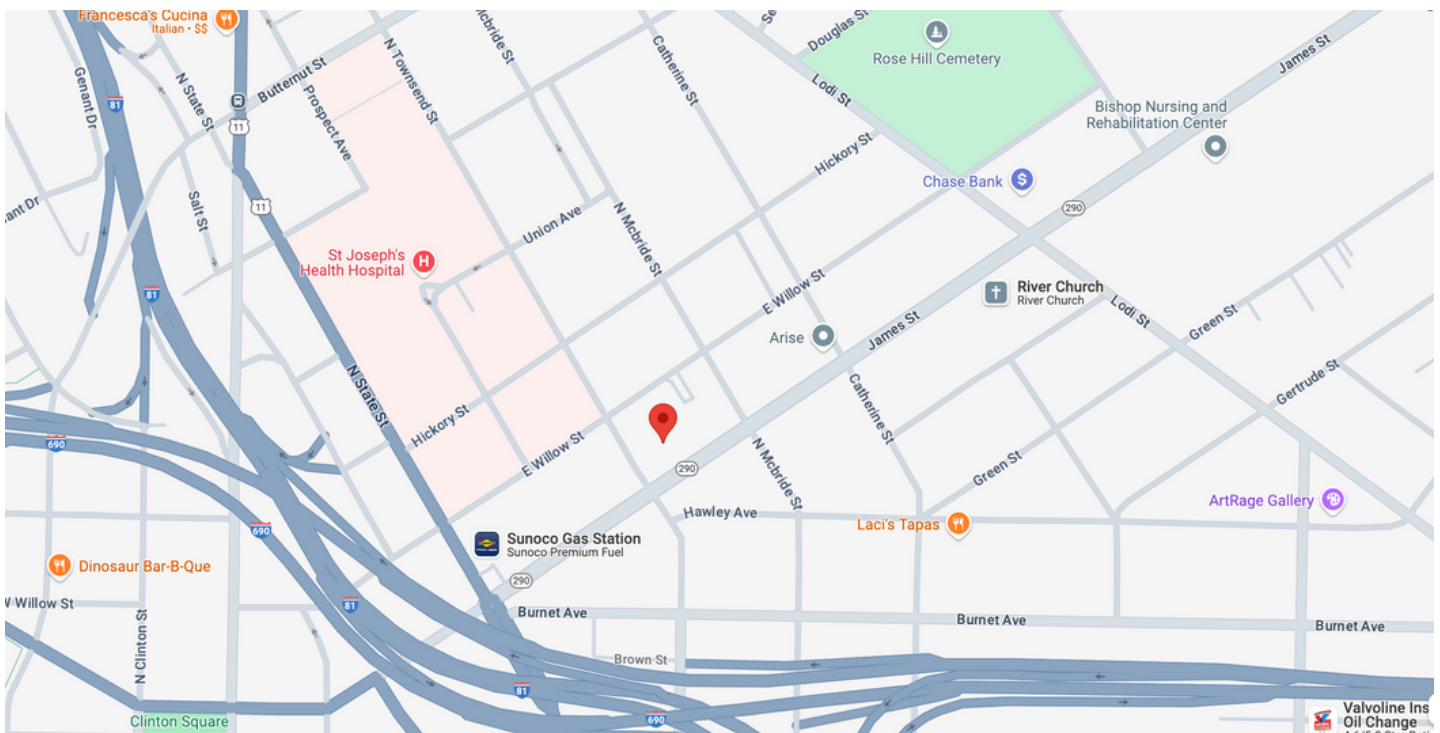 Francesca's Cucina
Italian • $$
Genant Dr
N State St
81
Butternut St
11
N Townsend St
Prospect Ave
N Mcbride St
Catherine St
Lodi St
Douglas St
Rose Hill Cemetery
James St
Bishop Nursing and
Rehabilitation Center
Hickory St
Chase Bank
$
290
Salt St
11
Union Ave
N Mcbride St
St Joseph's
Health Hospital
H
81
E Willow St
River Church
River Church
Arise
James St
Lodi St
Green St
N State St
Catherine St
Gertrude St
Hickory St
690
E Willow St
290
N Mcbride St
Green St
Hawley Ave
Laci's Tapas
ArtRage Gallery
690
Sunoco Gas Station
Sunoco Premium Fuel
290
Dinosaur Bar-B-Que
W Willow St
81
N Clinton St
Burnet Ave
Burnet Ave
Burnet Ave
Brown St
81
690
Clinton Square
Valvoline Ins
Oil Change